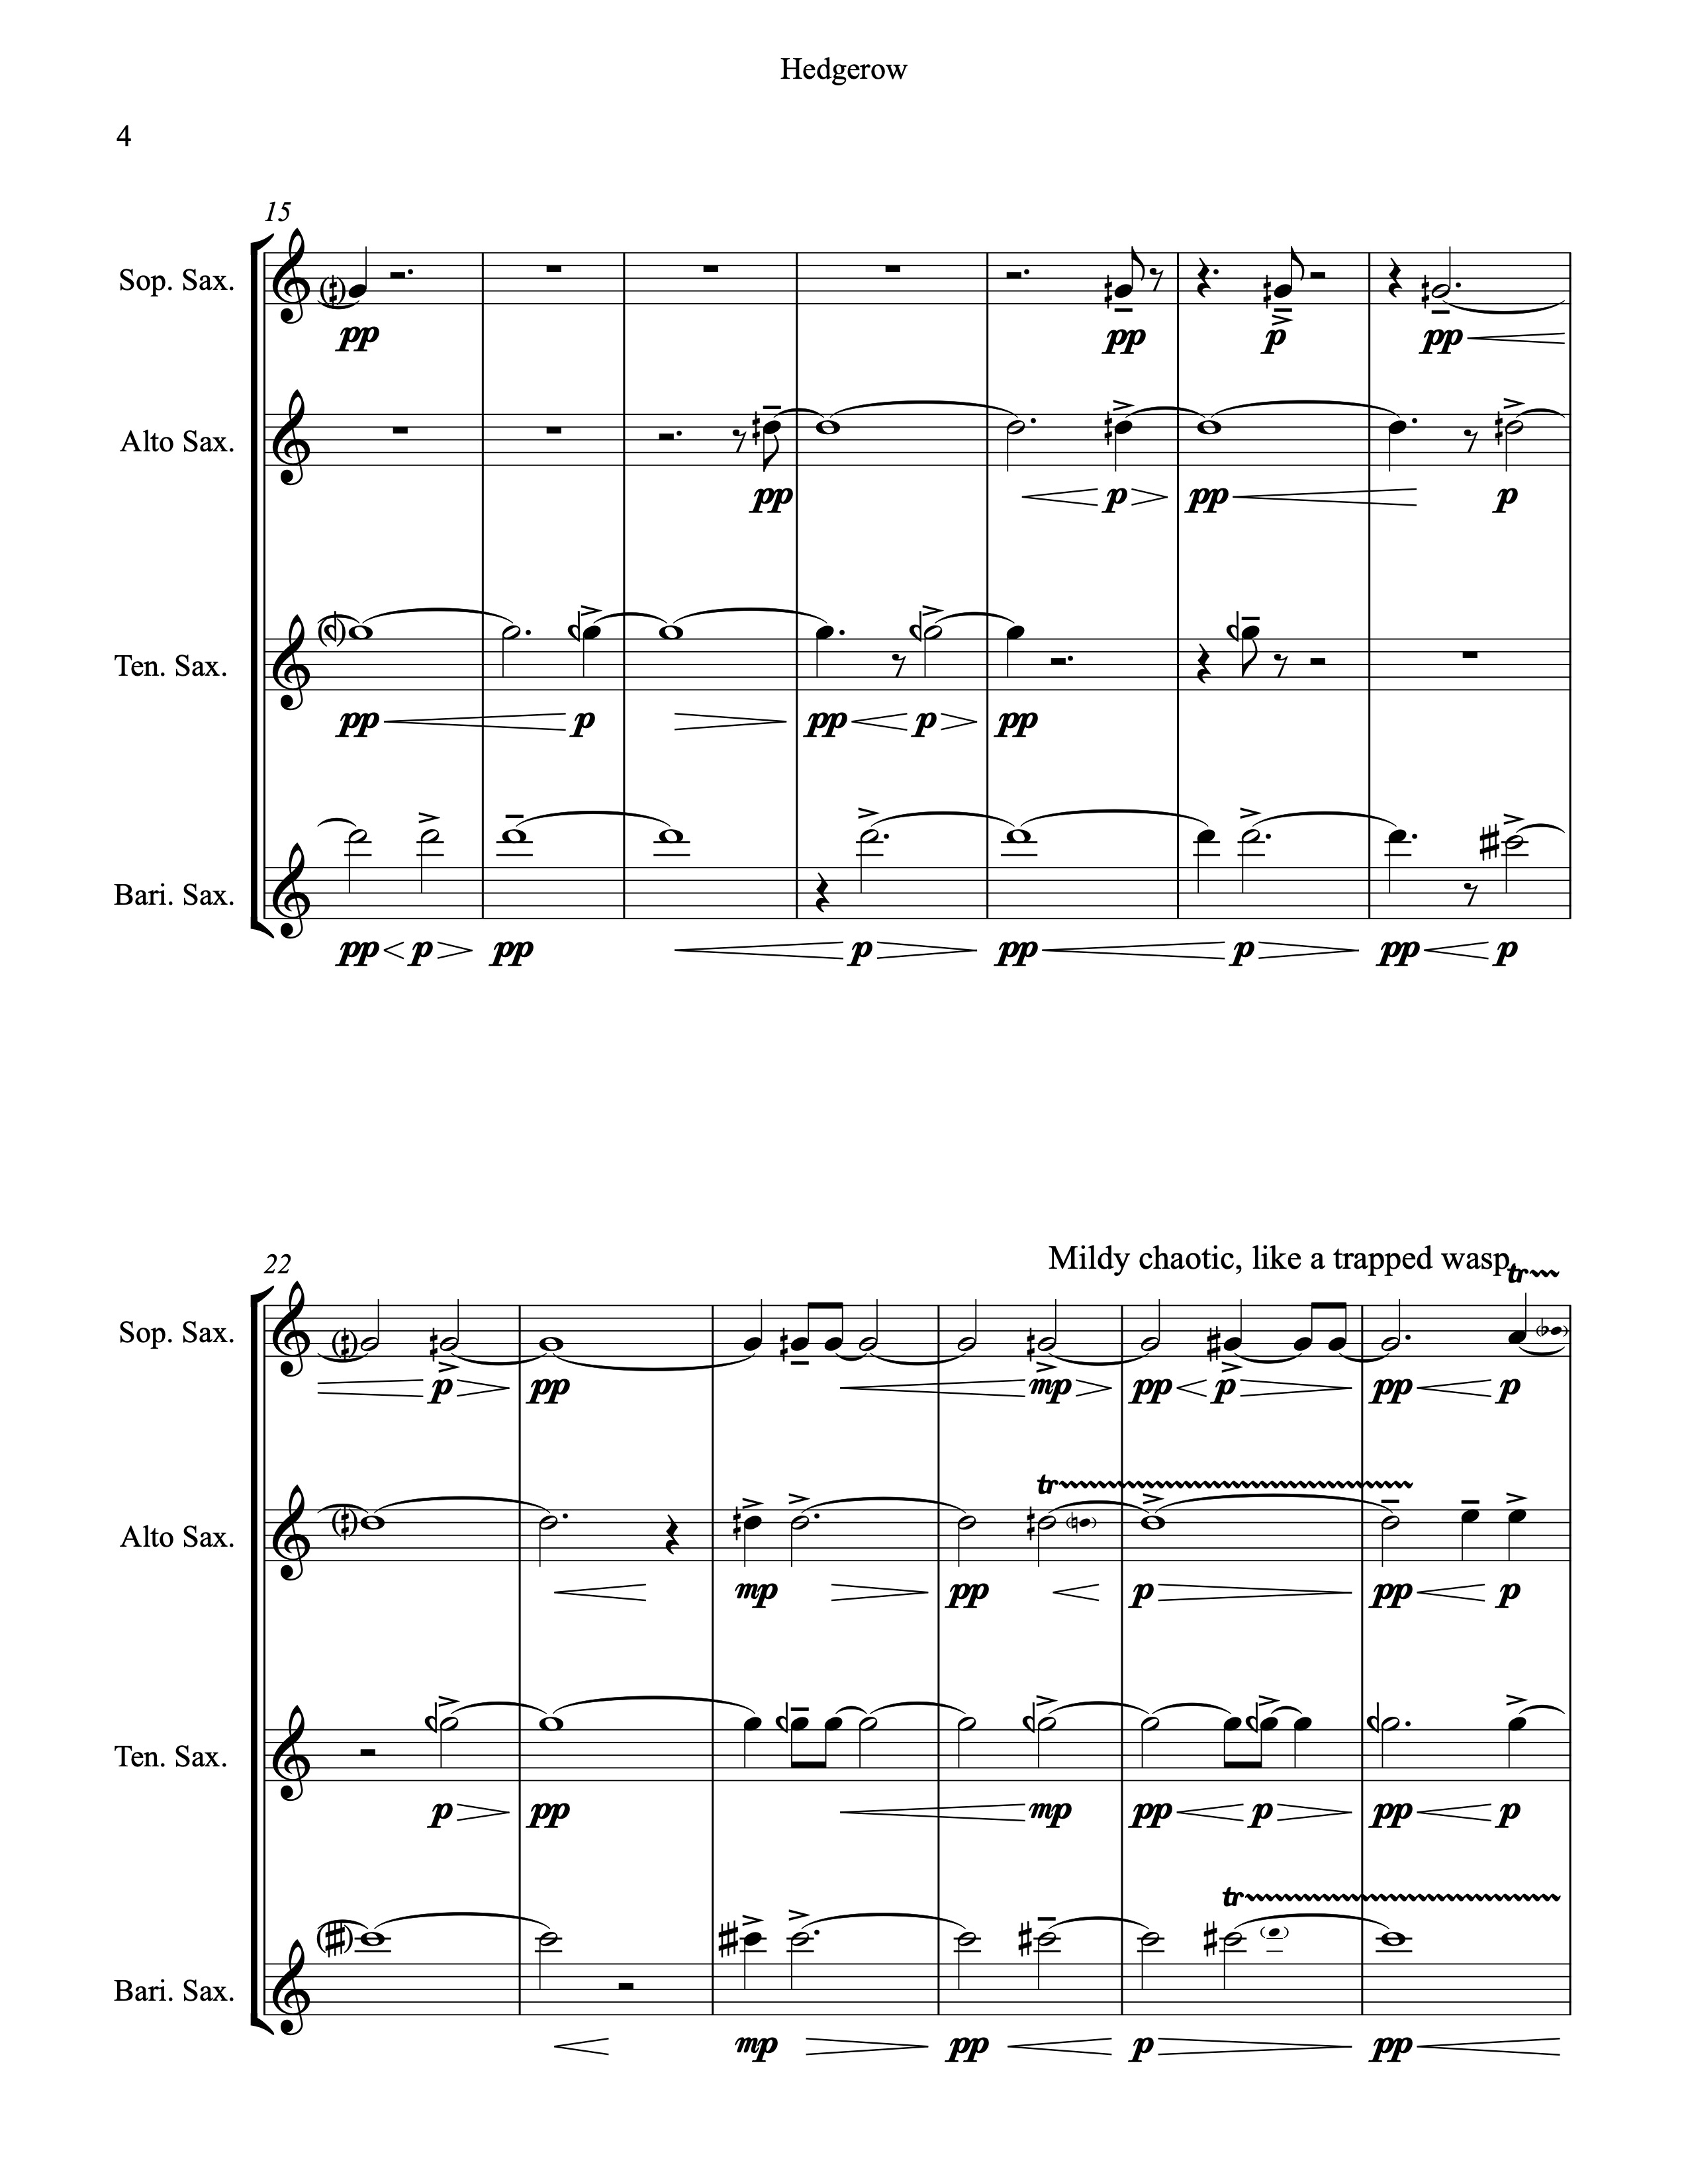 Hedgerow
4
15
Sop. Sax.
pp pp p pp
Alto Sax.
pp p pp p
Ten. Sax.
pp p pp p pp
Bari. Sax.
pp p pp p pp p pp p
22
Mildy chaotic, like a trapped wasp
tr
Sop. Sax.
p pp mp pp p pp p
tr
Alto Sax.
mp pp p pp p
Ten. Sax.
p pp mp pp p pp p
tr
Bari. Sax.
mp pp p pp